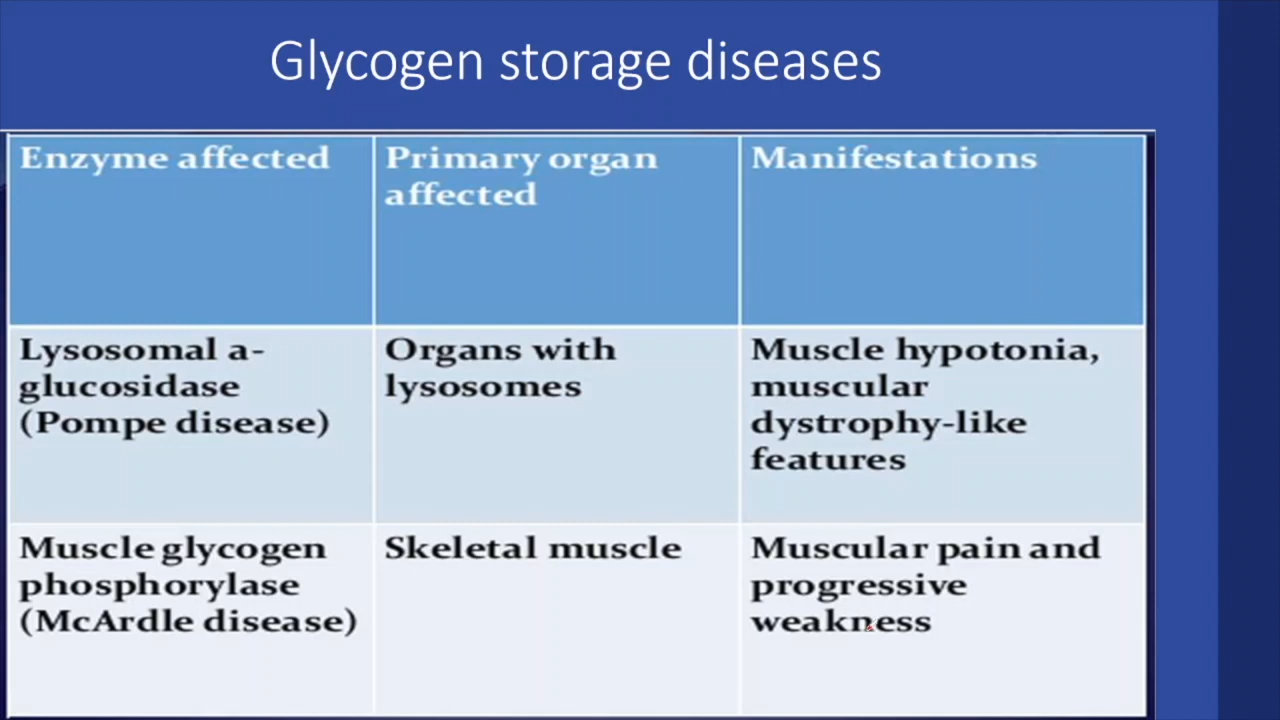 Glycogen storage diseases
Enzyme affected
Primary organ
affected
Manifestations
Lysosomal a-
glucosidase
(Pompe disease)
Organs with
lysosomes
Muscle hypotonia,
muscular
dystrophy-like
features
Muscle glycogen
phosphorylase
(McArdle disease)
Skeletal muscle
Muscular pain and
progressive
weakness